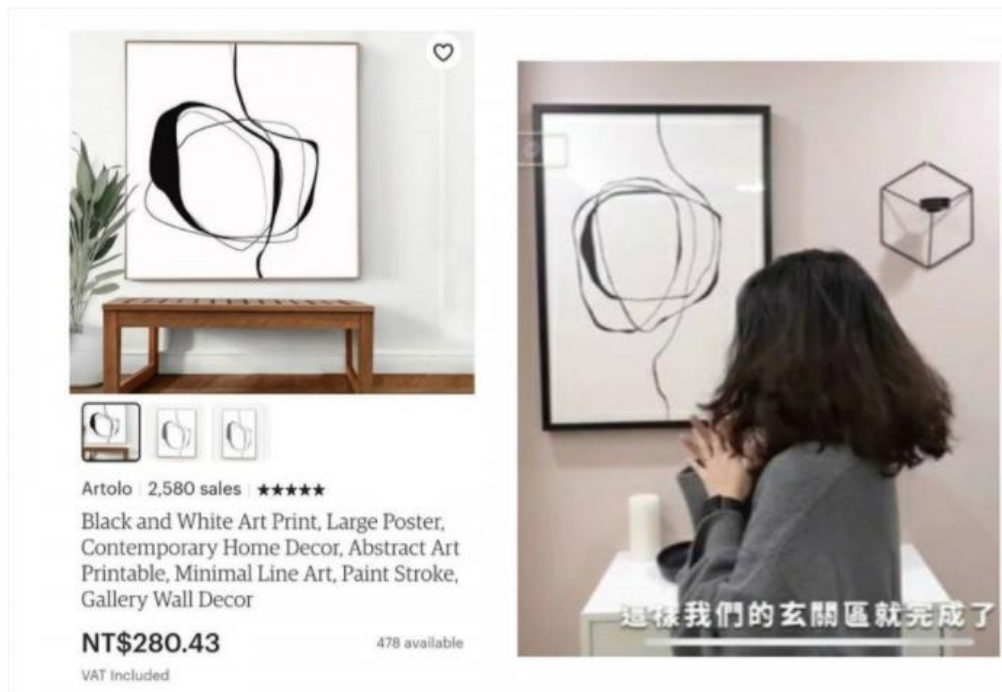 Artolo | 2,580 sales | ★★★★★
Black and White Art Print, Large Poster,
Contemporary Home Decor, Abstract Art
Printable, Minimal Line Art, Paint Stroke,
Gallery Wall Decor
NT$280.43
478 available
VAT Included
這樣我們的玄關區就完成了